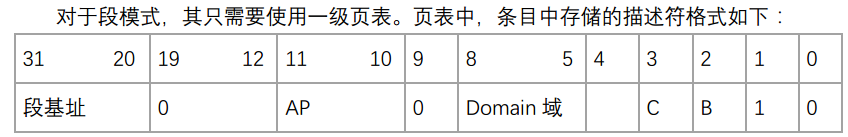 对于段模式，其只需要使用一级页表。页表中，条目中存储的描述符格式如下：
31 20 19 12 11 10 9 8 5 4 3 2 1 0
段基址 0 AP 0 Domain 域 C B 1 0